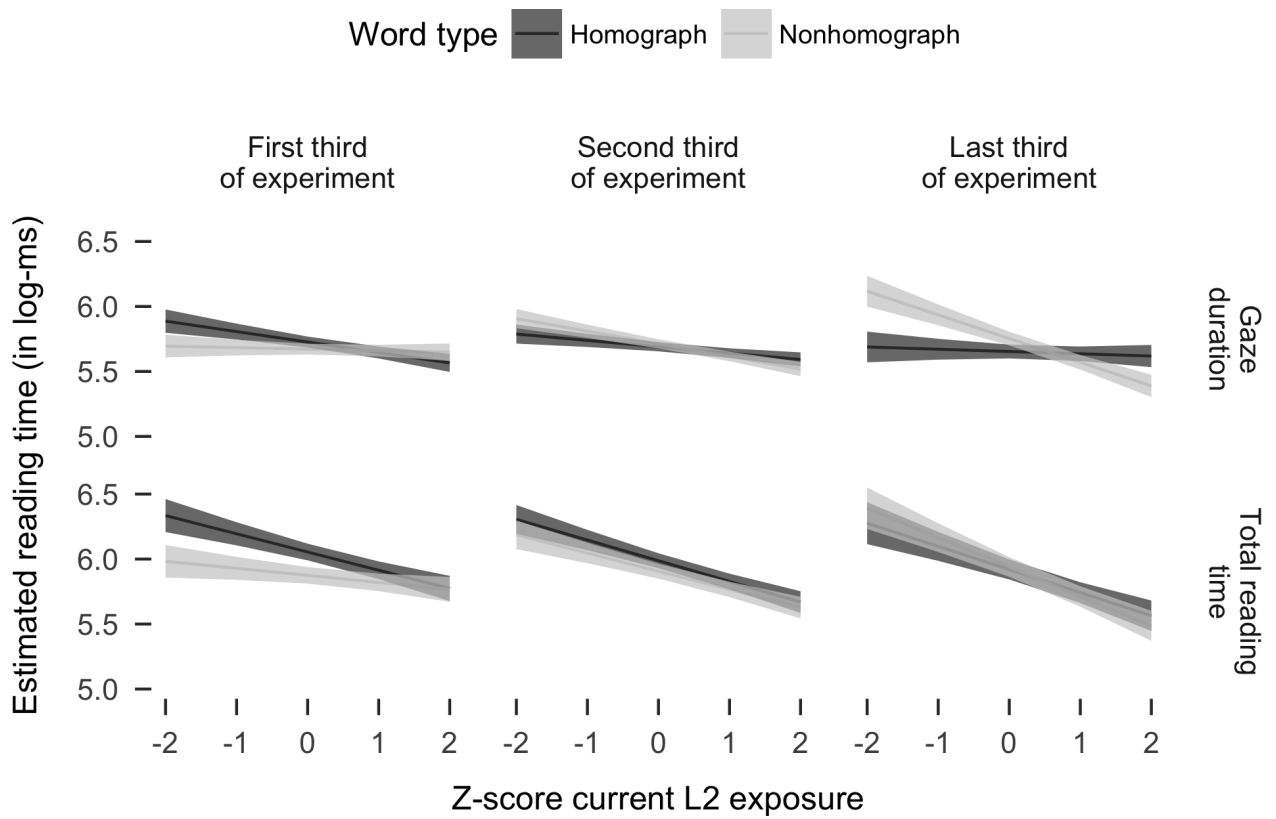 Word type Homograph Nonhomograph
First third
of experiment
Second third
of experiment
Last third
of experiment
Estimated reading time (in log-ms)
6.5
6.0
5.5
5.0
Gaze
duration
6.5
6.0
5.5
5.0
Total reading
time
-2 -1 0 1 2
-2 -1 0 1 2
-2 -1 0 1 2
Z-score current L2 exposure